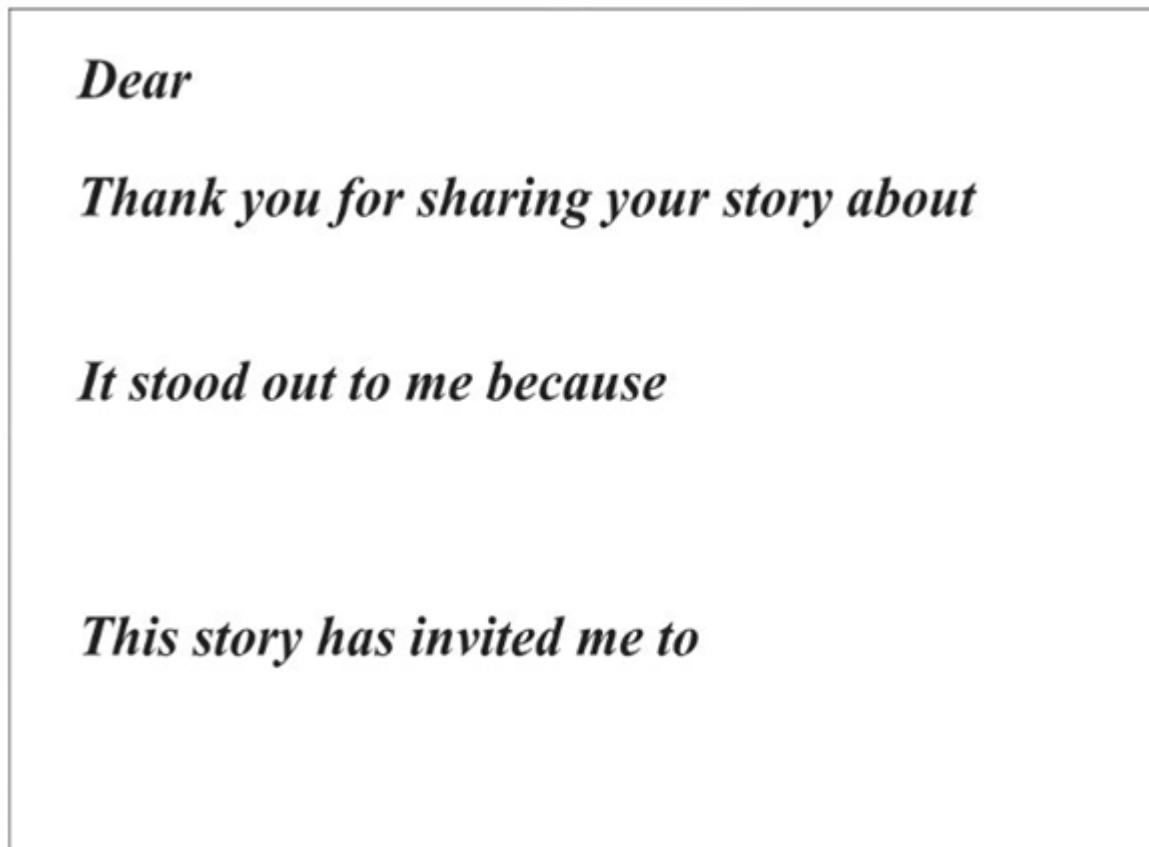 Dear
Thank you for sharing your story about
It stood out to me because
This story has invited me to